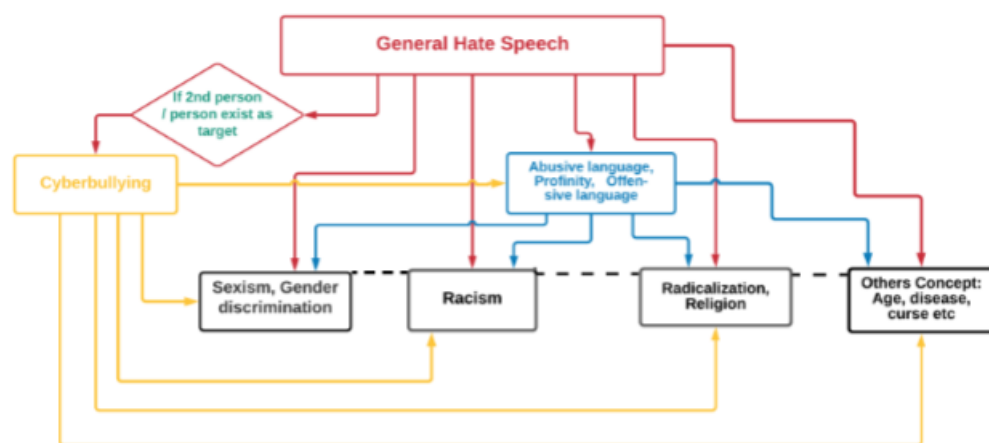 General Hate Speech
If 2nd person
/ person exist as
target
Cyberbullying
Abusive language,
Profinity, Offen-
sive language
Sexism, Gender
discrimination
Racism
Radicalization,
Religion
Others Concept:
Age, disease,
curse etc